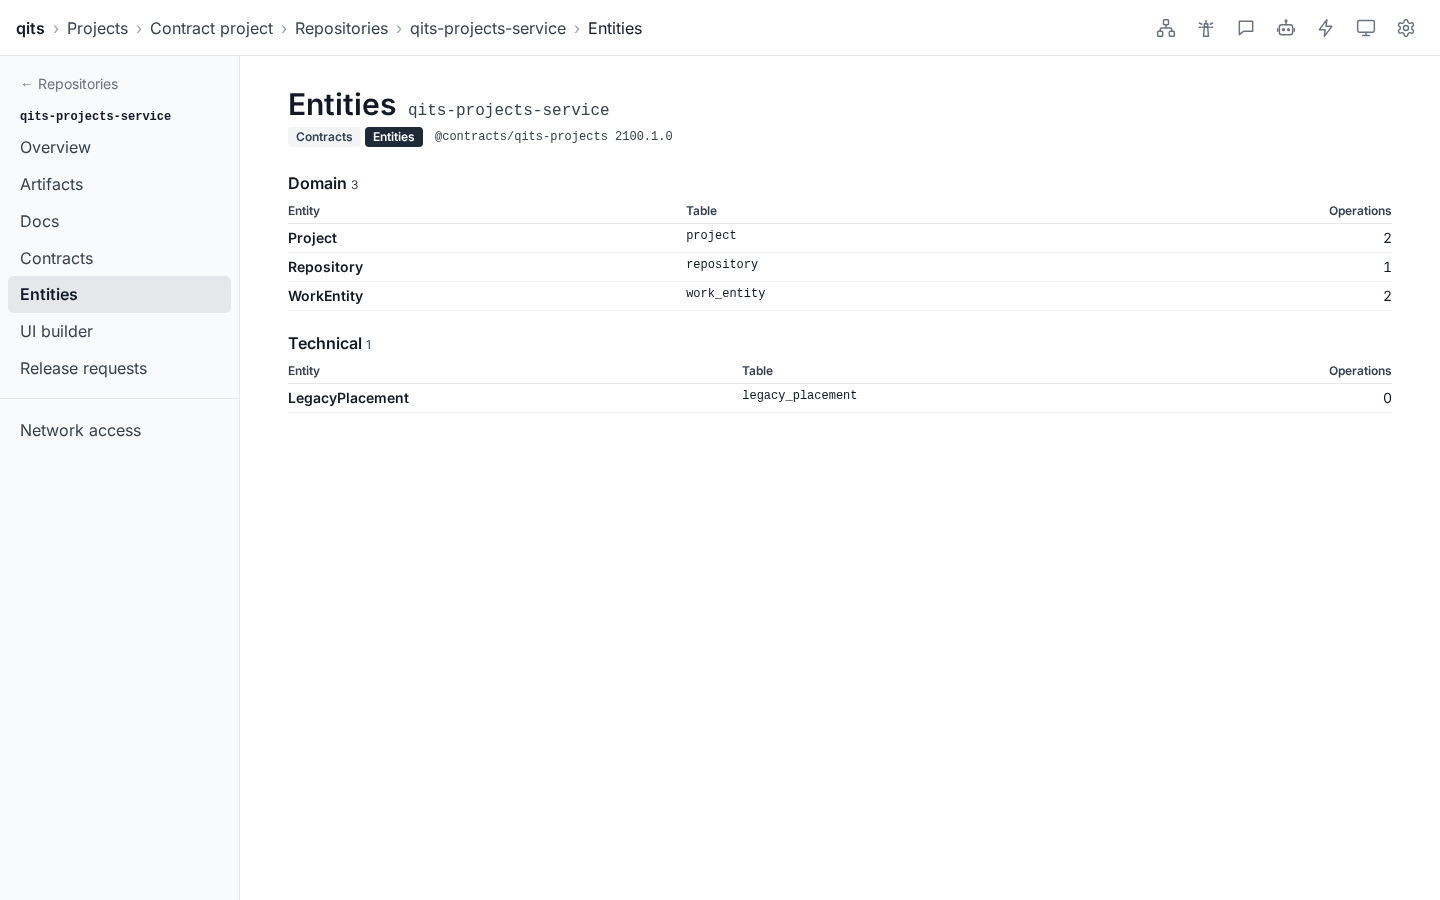 qits › Projects › Contract project › Repositories › qits-projects-service › Entities
← Repositories
qits-projects-service
Overview
Artifacts
Docs
Contracts
Entities
UI builder
Release requests
Network access
Entities qits-projects-service
Contracts Entities @contracts/qits-projects 2100.1.0
Domain 3
Entity Table Operations
Project project 2
Repository repository 1
WorkEntity work_entity 2
Technical 1
Entity Table Operations
LegacyPlacement legacy_placement 0